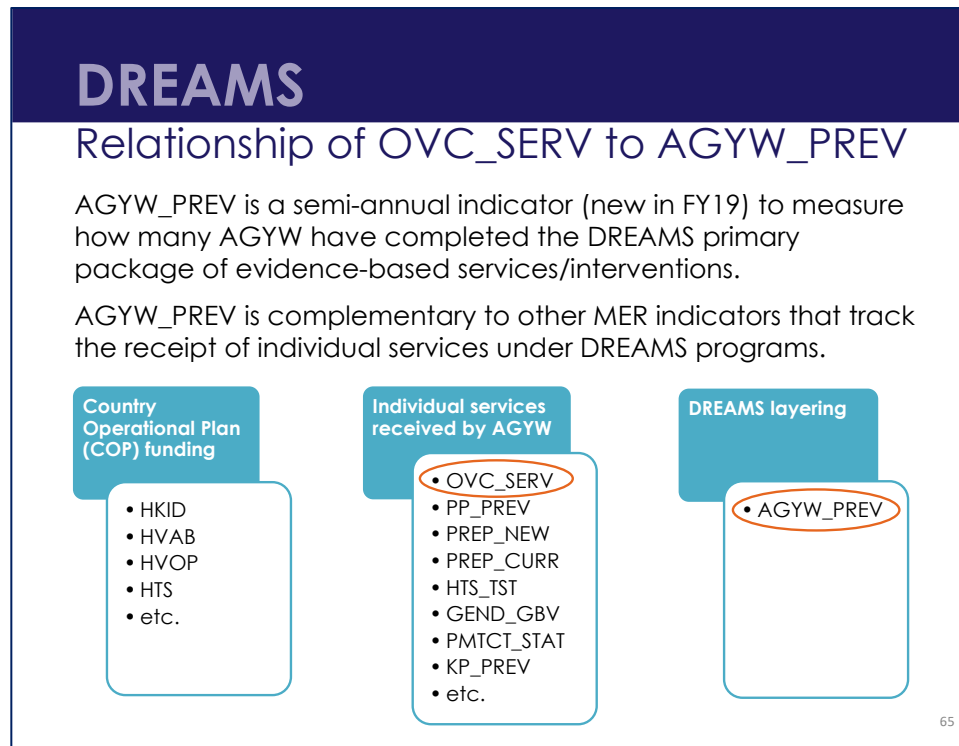 DREAMS
Relationship of OVC_SERV to AGYW_PREV
AGYW_PREV is a semi-annual indicator (new in FY19) to measure
how many AGYW have completed the DREAMS primary
package of evidence-based services/interventions.
AGYW_PREV is complementary to other MER indicators that track
the receipt of individual services under DREAMS programs.
Country
Operational Plan
(COP) funding
• HKID
• HVAB
• HVOP
• HTS
• etc.
Individual services
received by AGYW
• OVC_SERV
• PP_PREV
• PREP_NEW
• PREP_CURR
• HTS_TST
• GEND_GBV
• PMTCT_STAT
• KP_PREV
• etc.
DREAMS layering
• AGYW_PREV
65